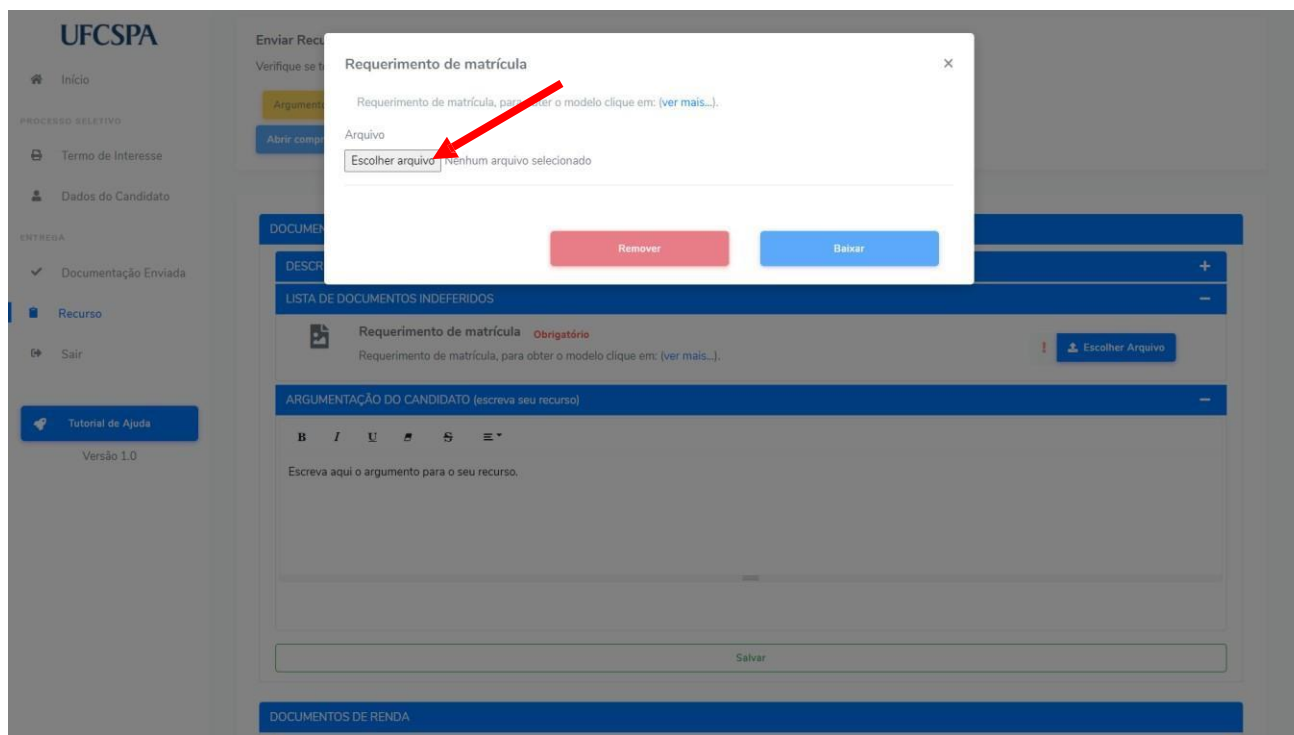 UFCSPA
Início
PROCESSO SELETIVO
Termo de Interesse
Dados do Candidato
ENTREGA
Documentação Enviada
Recurso
Sair
Tutorial de Ajuda
Versão 1.0
Enviar
Verifique se
Abrir
Requerimento de matrícula ×
Requerimento de matrícula, para obter o modelo clique em: (ver mais...).
Arquivo
Escolher arquivo Nenhum arquivo selecionado
Remover Baixar
LISTA DE DOCUMENTOS INDEFERIDOS
Requerimento de matrícula Obrigatório
Requerimento de matrícula, para obter o modelo clique em: (ver mais...).
! Escolher Arquivo
ARGUMENTAÇÃO DO CANDIDATO (escreva seu recurso)
B I U S
Escreva aqui o argumento para o seu recurso.
Salvar
DOCUMENTOS DE RENDA